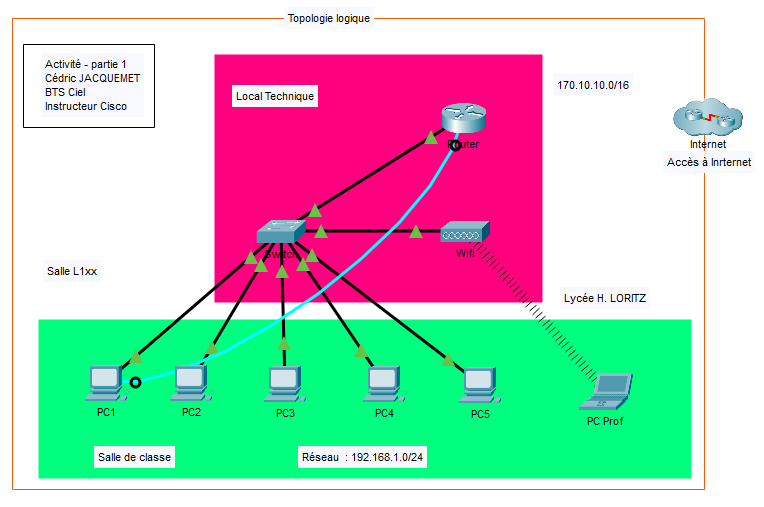 Topologie logique
Activité - partie 1
Cédric JACQUEMET
BTS Ciel
Instructeur Cisco
Local Technique
170.10.10.0/16
Router
Internet
Accès à Inrternet
Switch
Wifi
Salle L1xx
Lycée H. LORITZ
PC1
PC2
PC3
PC4
PC5
PC Prof
Salle de classe
Réseau : 192.168.1.0/24